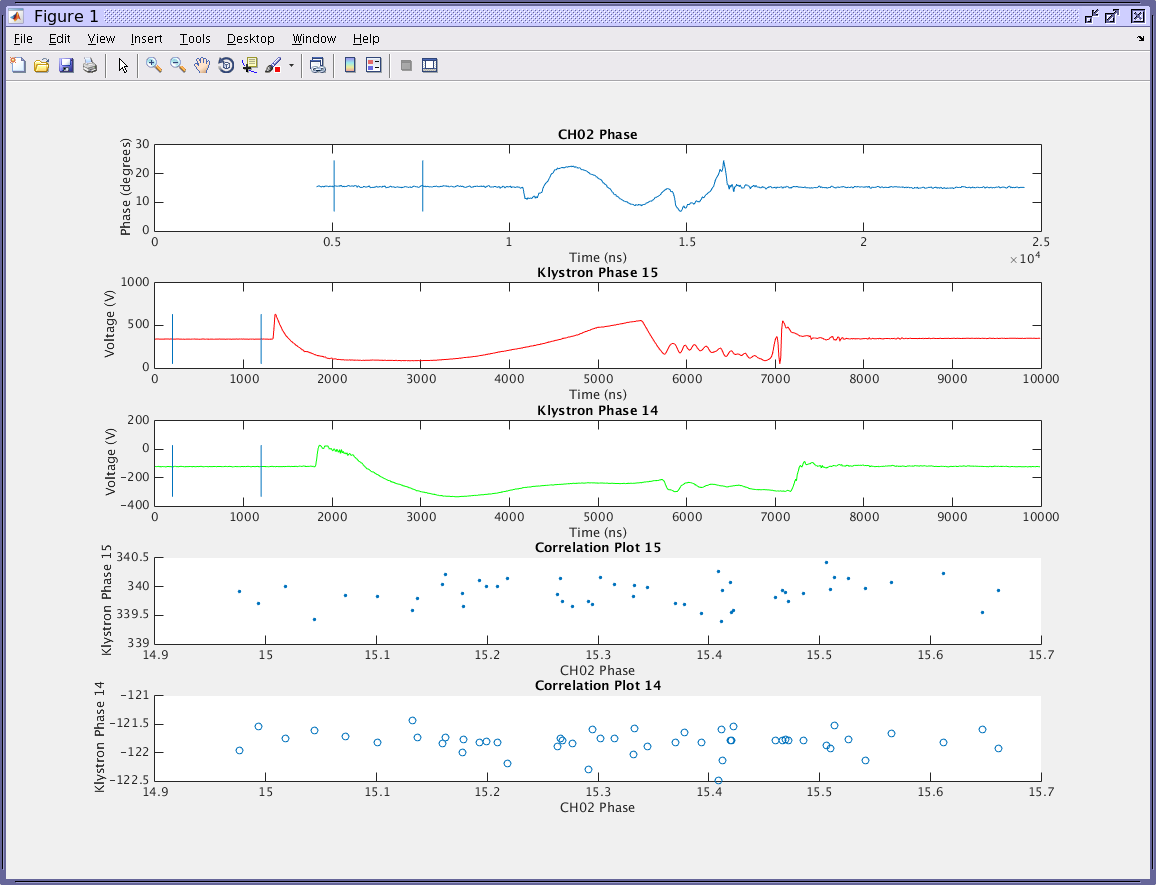 Figure 1
File Edit View Insert Tools Desktop Window Help
CH02 Phase
Phase (degrees)
30
20
10
0
0 0.5 1 1.5 2 2.5
×10^4
Time (ns)
Klystron Phase 15
Voltage (V)
1000
500
0
0 1000 2000 3000 4000 5000 6000 7000 8000 9000 10000
Time (ns)
Klystron Phase 14
Voltage (V)
200
0
−200
−400
0 1000 2000 3000 4000 5000 6000 7000 8000 9000 10000
Time (ns)
Correlation Plot 15
Klystron Phase 15
340.5
340
339.5
339
14.9 15 15.1 15.2 15.3 15.4 15.5 15.6 15.7
CH02 Phase
Correlation Plot 14
Klystron Phase 14
−121
−121.5
−122
−122.5
14.9 15 15.1 15.2 15.3 15.4 15.5 15.6 15.7
CH02 Phase